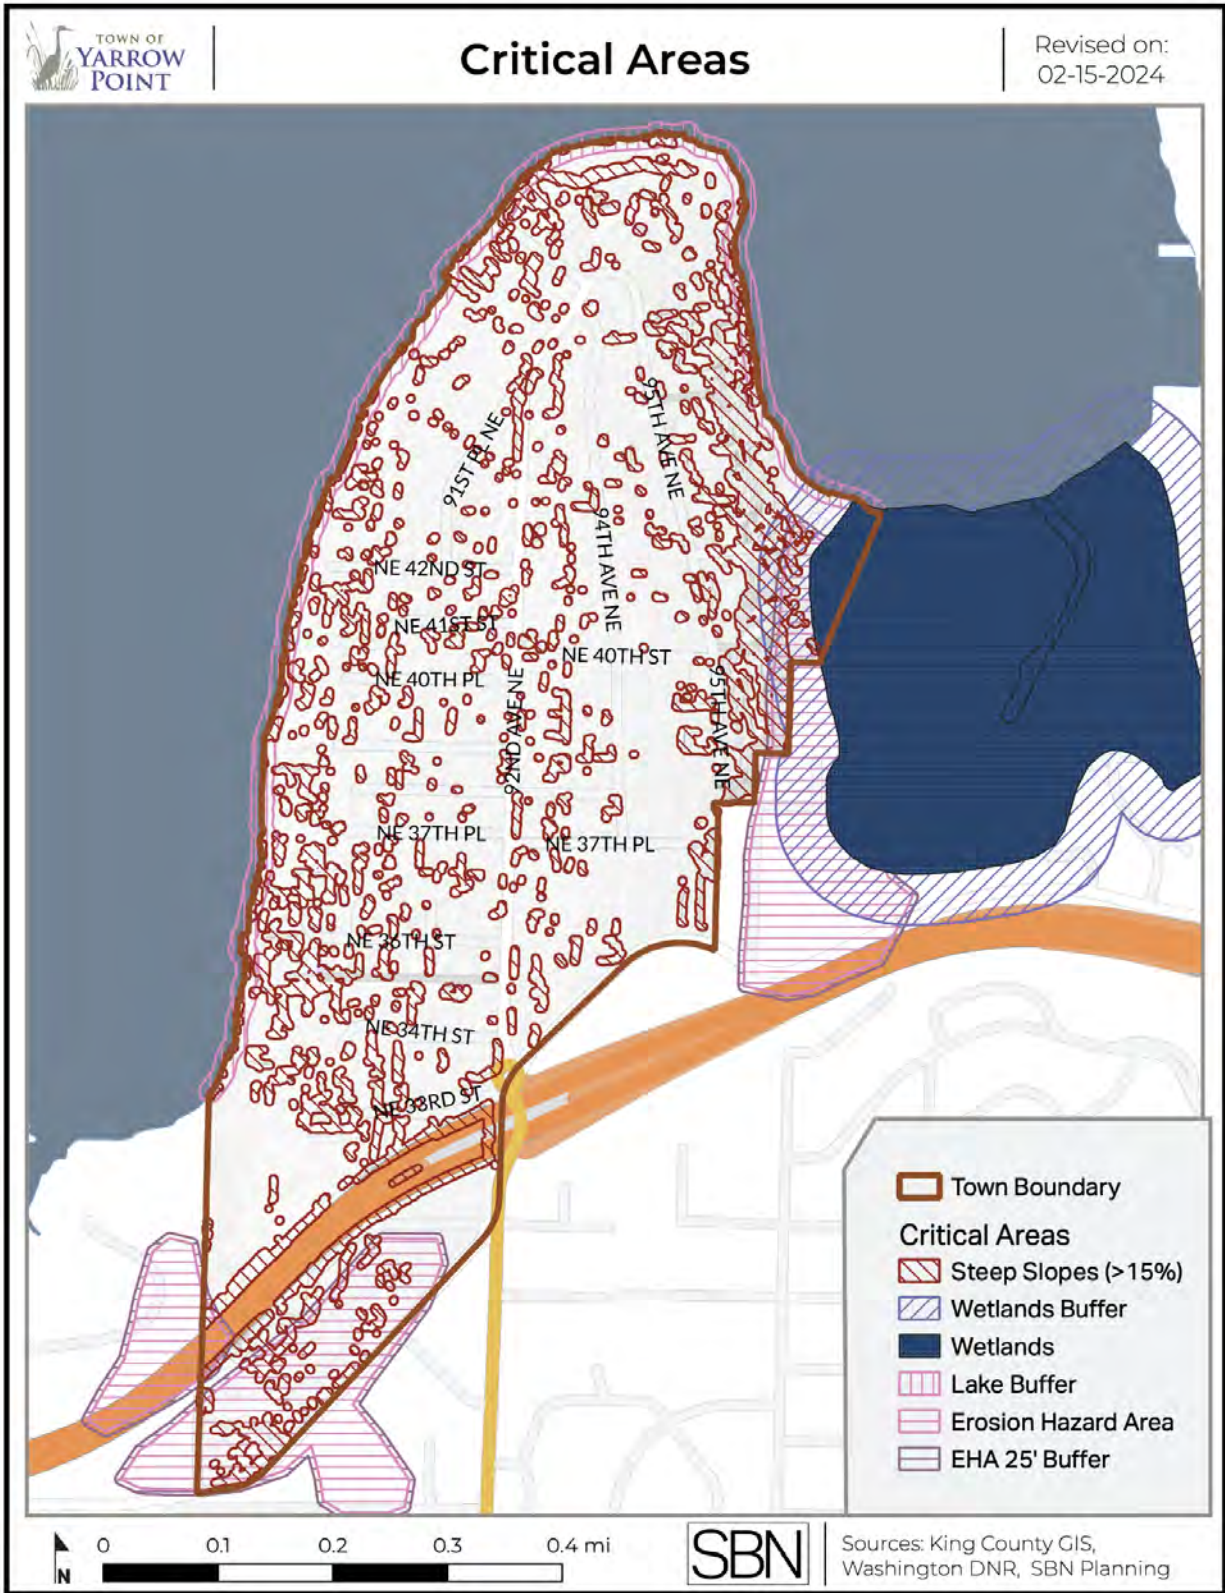 TOWN OF
YARROW
POINT
Critical Areas
Revised on:
02-15-2024
95TH AVE NE
91ST PL NE
94TH AVE NE
NE 42ND ST
NE 41ST ST
NE 40TH ST
NE 40TH PL
92ND AVE NE
95TH AVE NE
NE 37TH PL
NE 37TH PL
NE 36TH ST
NE 34TH ST
NE 33RD ST
Town Boundary
Critical Areas
Steep Slopes (>15%)
Wetlands Buffer
Wetlands
Lake Buffer
Erosion Hazard Area
EHA 25' Buffer
N
0 0.1 0.2 0.3 0.4 mi
SBN
Sources: King County GIS,
Washington DNR, SBN Planning